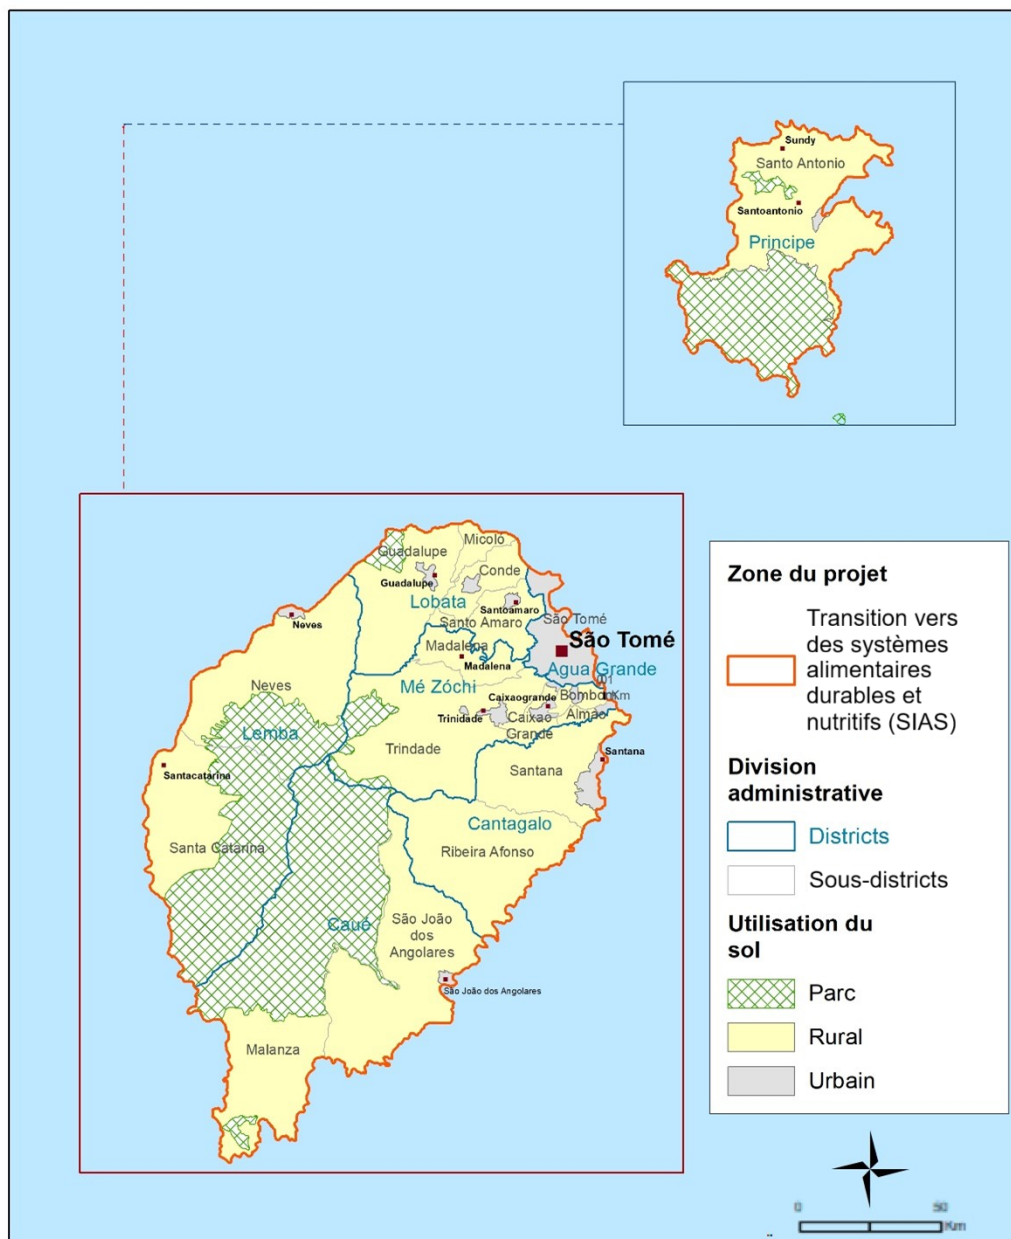 Sundy
Santo Antonio
Santoantonio
Principe
Micolo
Guadalupe
Conde
Guadalupe
Lobata
Santoamaro
Santo Amaro
São Tomé
São Tomé
Neves
Madalena
Madalena
Agua Grande
Neves
Mé Zóchi
Caixaogrande
Bombom
Km
Trinidade
Caixao
Grande
Almão
Lemba
Trindade
Santana
Santana
Santacatarina
Cantagalo
Santa Catarina
Ribeira Afonso
Caué
São João
dos
Angolares
São João dos Angolares
Malanza
Zone du projet
Transition vers
des systèmes
alimentaires
durables et
nutritifs (SIAS)
Division
administrative
Districts
Sous-districts
Utilisation du
sol
Parc
Rural
Urbain
0 50
Km